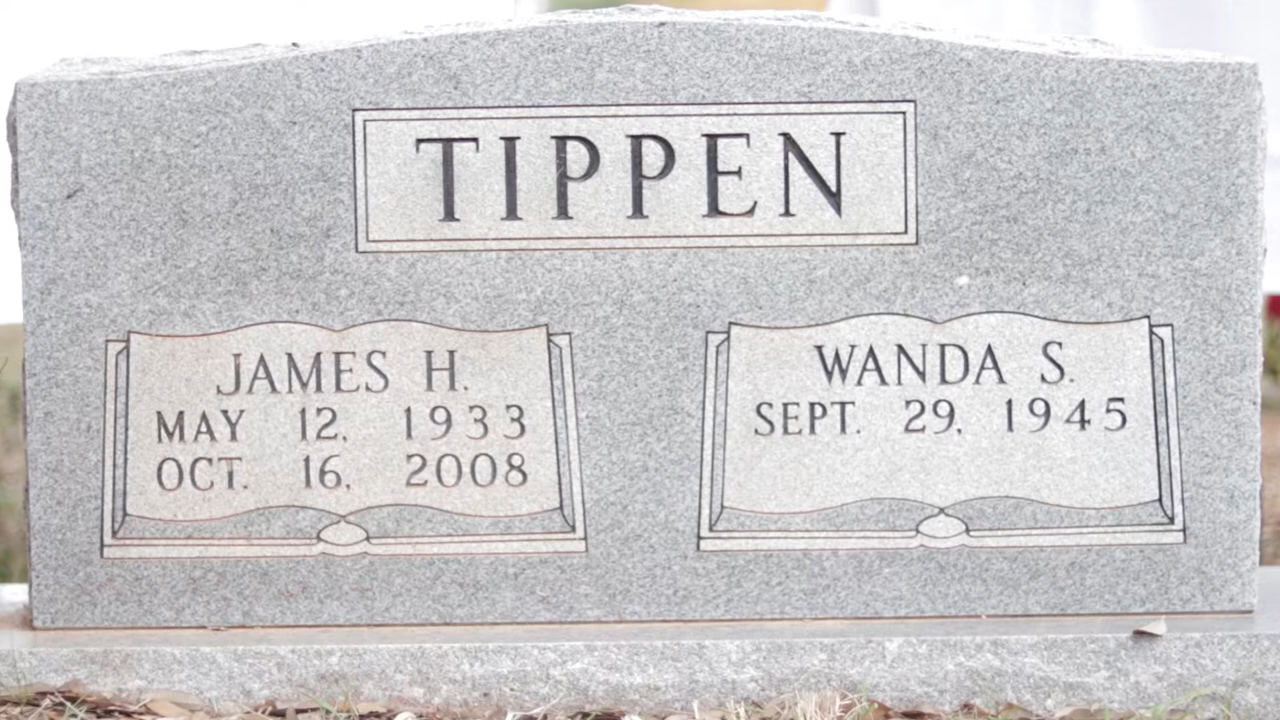 TIPPEN
JAMES H.
MAY 12, 1933
OCT. 16, 2008
WANDA S.
SEPT. 29, 1945